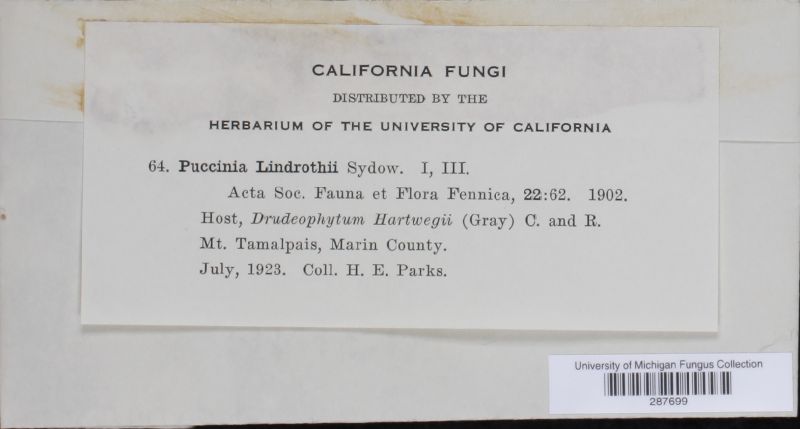 CALIFORNIA FUNGI
DISTRIBUTED BY THE
HERBARIUM OF THE UNIVERSITY OF CALIFORNIA
64. Puccinia Lindrothii Sydow. I, III.
Acta Soc. Fauna et Flora Fennica, 22:62. 1902.
Host, Drudeophytum Hartwegii (Gray) C. and R.
Mt. Tamalpais, Marin County.
July, 1923. Coll. H. E. Parks.
University of Michigan Fungus Collection
287699